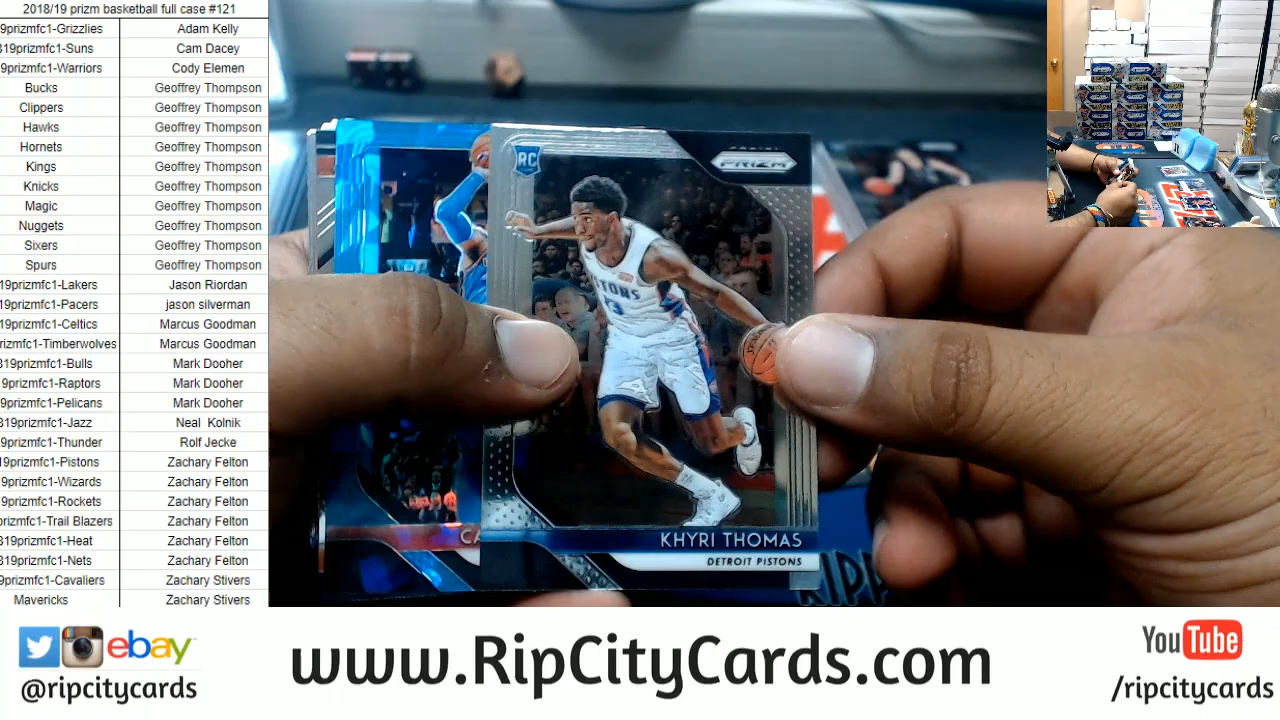 2018/19 prizm basketball full case #121
9prizmfc1-Grizzlies Adam Kelly
319prizmfc1-Suns Cam Dacey
9prizmfc1-Warriors Cody Elemen
Bucks Geoffrey Thompson
Clippers Geoffrey Thompson
Hawks Geoffrey Thompson
Hornets Geoffrey Thompson
Kings Geoffrey Thompson
Knicks Geoffrey Thompson
Magic Geoffrey Thompson
Nuggets Geoffrey Thompson
Sixers Geoffrey Thompson
Spurs Geoffrey Thompson
19prizmfc1-Lakers Jason Riordan
19prizmfc1-Pacers jason silverman
19prizmfc1-Celtics Marcus Goodman
rizmfc1-Timberwolves Marcus Goodman
319prizmfc1-Bulls Mark Dooher
9prizmfc1-Raptors Mark Dooher
9prizmfc1-Pelicans Mark Dooher
319prizmfc1-Jazz Neal Kolnik
9prizmfc1-Thunder Rolf Jecke
19prizmfc1-Pistons Zachary Felton
9prizmfc1-Wizards Zachary Felton
9prizmfc1-Rockets Zachary Felton
rizmfc1-Trail Blazers Zachary Felton
319prizmfc1-Heat Zachary Felton
319prizmfc1-Nets Zachary Felton
9prizmfc1-Cavaliers Zachary Stivers
Mavericks Zachary Stivers
RC
PRIZM
KHYRI THOMAS
DETROIT PISTONS
CA
RIPP
ebay
@ripcitycards
www.RipCityCards.com
YouTube
/ripcitycards